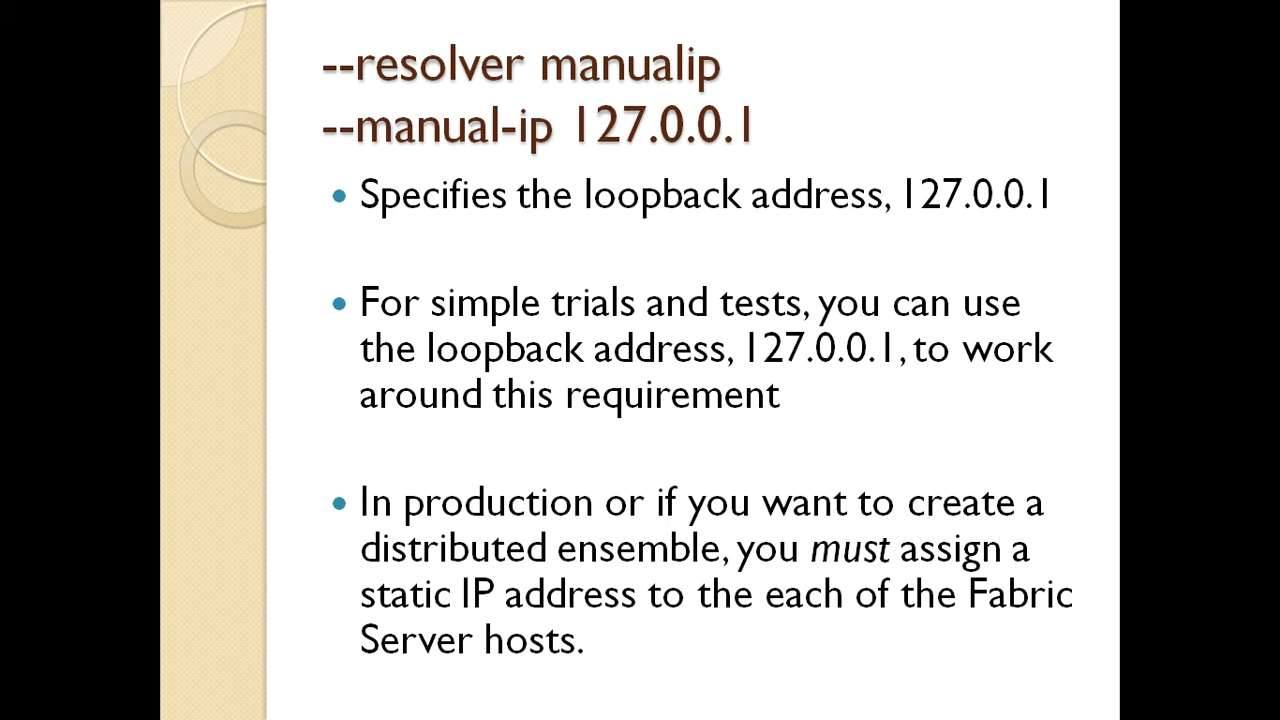 --resolver manualip
--manual-ip 127.0.0.1
• Specifies the loopback address, 127.0.0.1
• For simple trials and tests, you can use
the loopback address, 127.0.0.1, to work
around this requirement
• In production or if you want to create a
distributed ensemble, you must assign a
static IP address to the each of the Fabric
Server hosts.